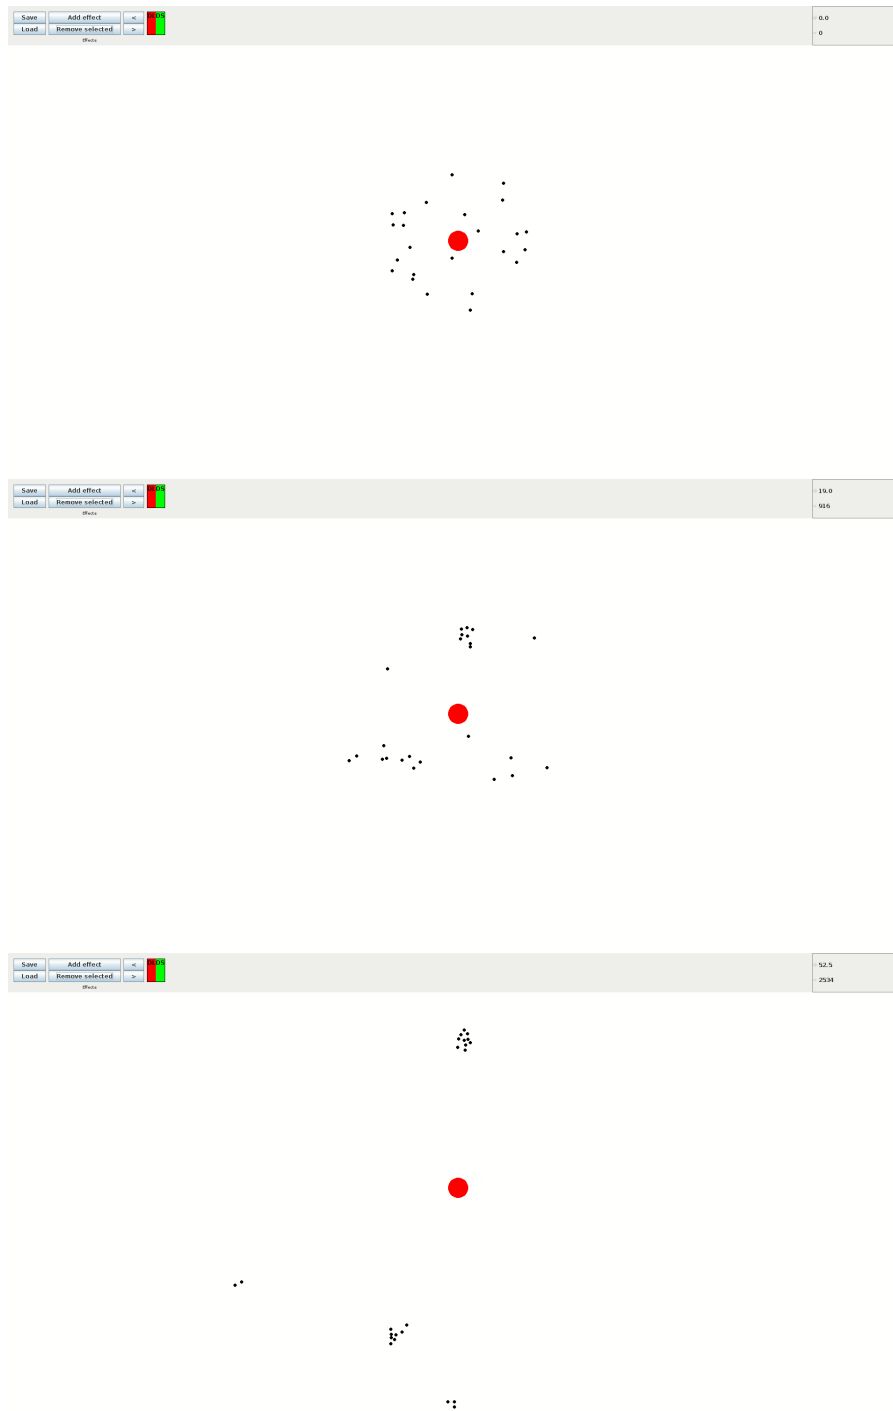 Save Add effect <
Load Remove selected >
Effects
0.0
0
Save Add effect <
Load Remove selected >
Effects
19.0
916
Save Add effect <
Load Remove selected >
Effects
52.5
2534